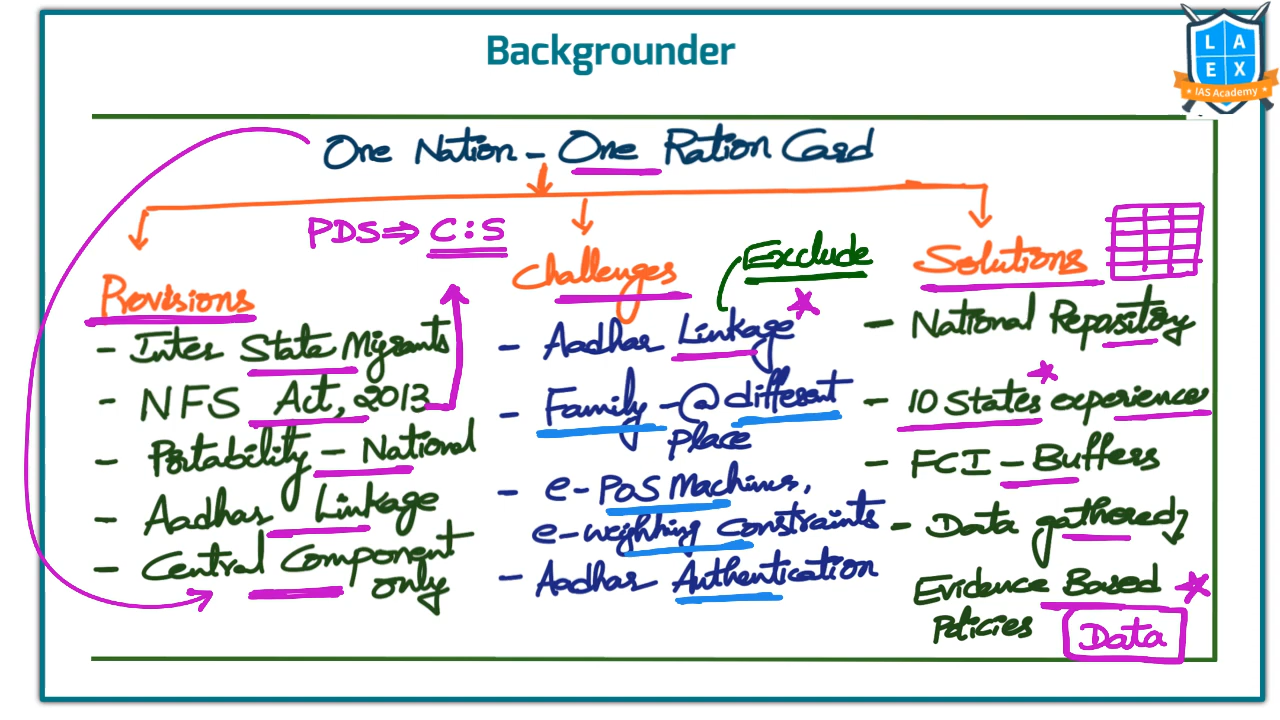 Backgrounder
L A
E X
IAS Academy
One Nation - One Ration Card
PDS ⇒ C:S
Provisions
- Inter State Migrants
- NFS Act, 2013
- Portability - National
- Aadhar Linkage
- Central Component
only
Challenges
Exclude
- Aadhar Linkage
- Family - @ different
Place
- e-PoS Machines,
e-weighing constraints
- Aadhar Authentication
Solutions
- National Repository
- 10 States experience
- FCI - Buffers
- Data gathered,
Evidence Based
Policies
Data